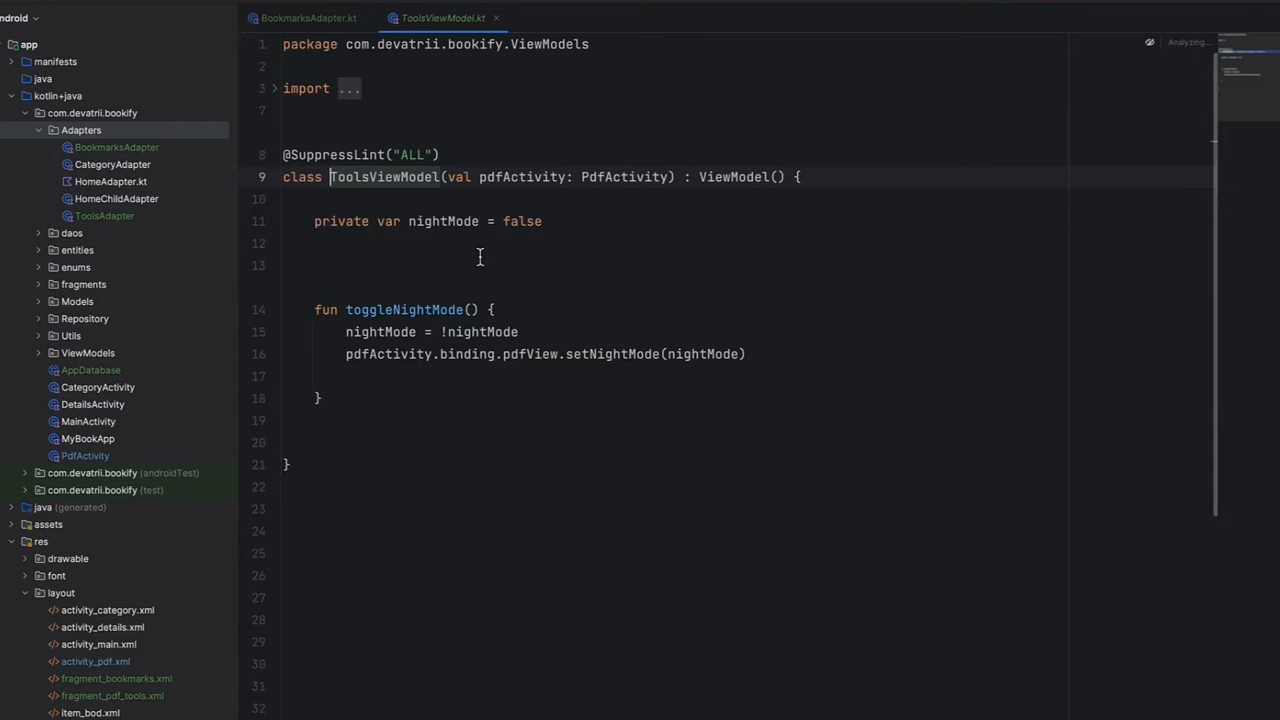 ndroid
BookmarksAdapter.kt
ToolsViewModel.kt
Analyzing...
app
manifests
java
kotlin+java
com.devatrii.bookify
Adapters
BookmarksAdapter
CategoryAdapter
HomeAdapter.kt
HomeChildAdapter
ToolsAdapter
daos
entities
enums
fragments
Models
Repository
Utils
ViewModels
AppDatabase
CategoryActivity
DetailsActivity
MainActivity
MyBookApp
PdfActivity
com.devatrii.bookify (androidTest)
com.devatrii.bookify (test)
java (generated)
assets
res
drawable
font
layout
activity_category.xml
activity_details.xml
activity_main.xml
activity_pdf.xml
fragment_bookmarks.xml
fragment_pdf_tools.xml
item_bod.xml
1 package com.devatrii.bookify.ViewModels
2
3 import ...
7
8 @SuppressLint("ALL")
9 class ToolsViewModel(val pdfActivity: PdfActivity) : ViewModel() {
10
11 private var nightMode = false
12
13
14 fun toggleNightMode() {
15 nightMode = !nightMode
16 pdfActivity.binding.pdfView.setNightMode(nightMode)
17
18 }
19
20
21 }
22
23
24
25
26
27
28
29
30
31
32